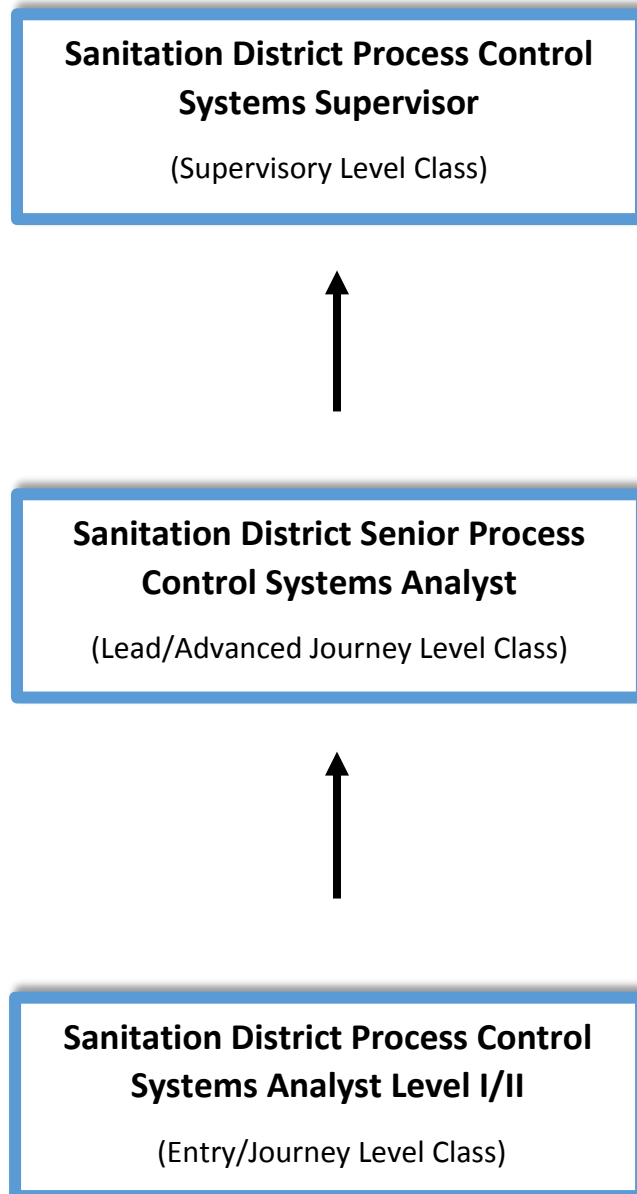 Sanitation District Process Control
Systems Supervisor
(Supervisory Level Class)
Sanitation District Senior Process
Control Systems Analyst
(Lead/Advanced Journey Level Class)
Sanitation District Process Control
Systems Analyst Level I/II
(Entry/Journey Level Class)